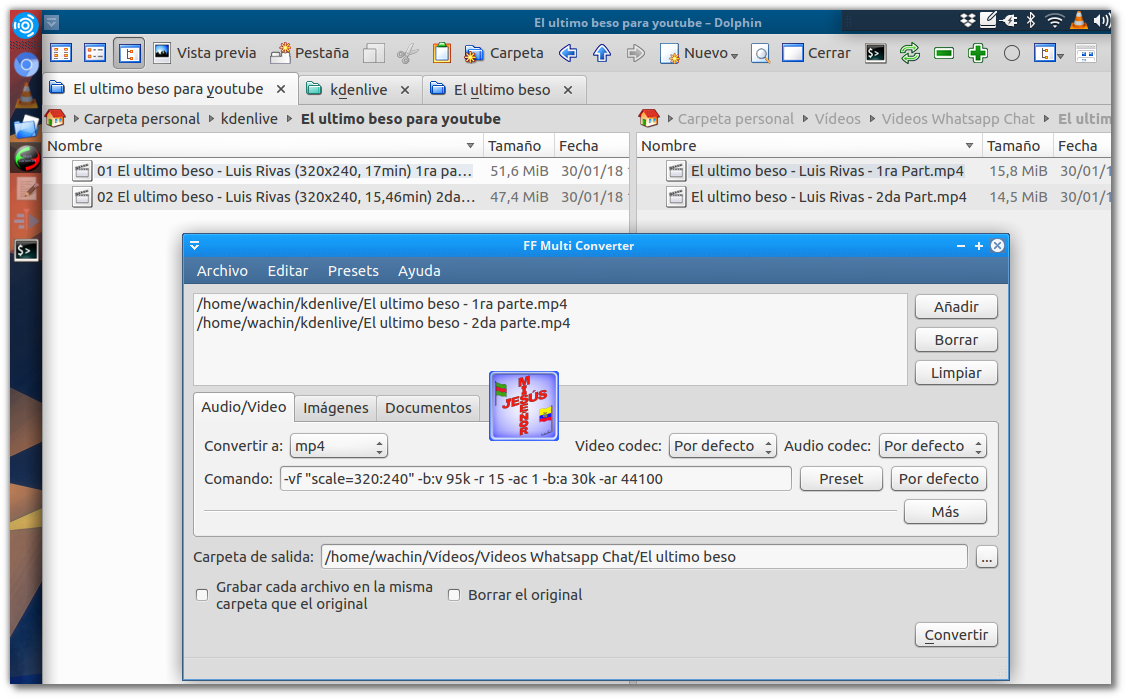 El ultimo beso para youtube – Dolphin
Vista previa Pestaña Carpeta Nuevo Cerrar
El ultimo beso para youtube kdenlive El ultimo beso
Carpeta personal kdenlive El ultimo beso para youtube
Carpeta personal Vídeos Videos Whatsapp Chat El ultim
Nombre Tamaño Fecha
01 El ultimo beso - Luis Rivas (320x240, 17min) 1ra pa... 51,6 MiB 30/01/18
02 El ultimo beso - Luis Rivas (320x240, 15,46min) 2da... 47,4 MiB 30/01/18
Nombre Tamaño Fecha
El ultimo beso - Luis Rivas - 1ra Part.mp4 15,8 MiB 30/01/1
El ultimo beso - Luis Rivas - 2da Part.mp4 14,5 MiB 30/01/1
FF Multi Converter
Archivo Editar Presets Ayuda
/home/wachin/kdenlive/El ultimo beso - 1ra parte.mp4
/home/wachin/kdenlive/El ultimo beso - 2da parte.mp4
Añadir
Borrar
Limpiar
Audio/Video Imágenes Documentos
JESÚS
Convertir a: mp4 Video codec: Por defecto Audio codec: Por defecto
Comando: -vf "scale=320:240" -b:v 95k -r 15 -ac 1 -b:a 30k -ar 44100 Preset Por defecto
Más
Carpeta de salida: /home/wachin/Vídeos/Videos Whatsapp Chat/El ultimo beso ...
Grabar cada archivo en la misma
carpeta que el original
Borrar el original
Convertir